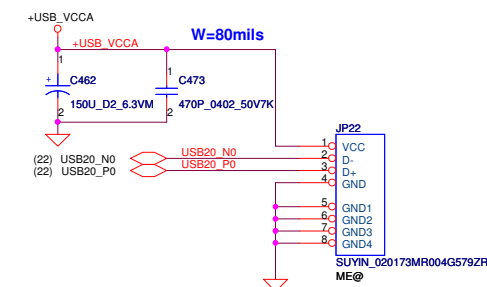 +USB_VCCA
+USB_VCCA
W=80mils
1
+
C462
150U_D2_6.3VM
2
1
C473
470P_0402_50V7K
2
JP22
(22) USB20_N0
USB20_N0
(22) USB20_P0
USB20_P0
1 VCC
2 D-
3 D+
4 GND
5 GND1
6 GND2
7 GND3
8 GND4
SUYIN_020173MR004G579ZR
ME@